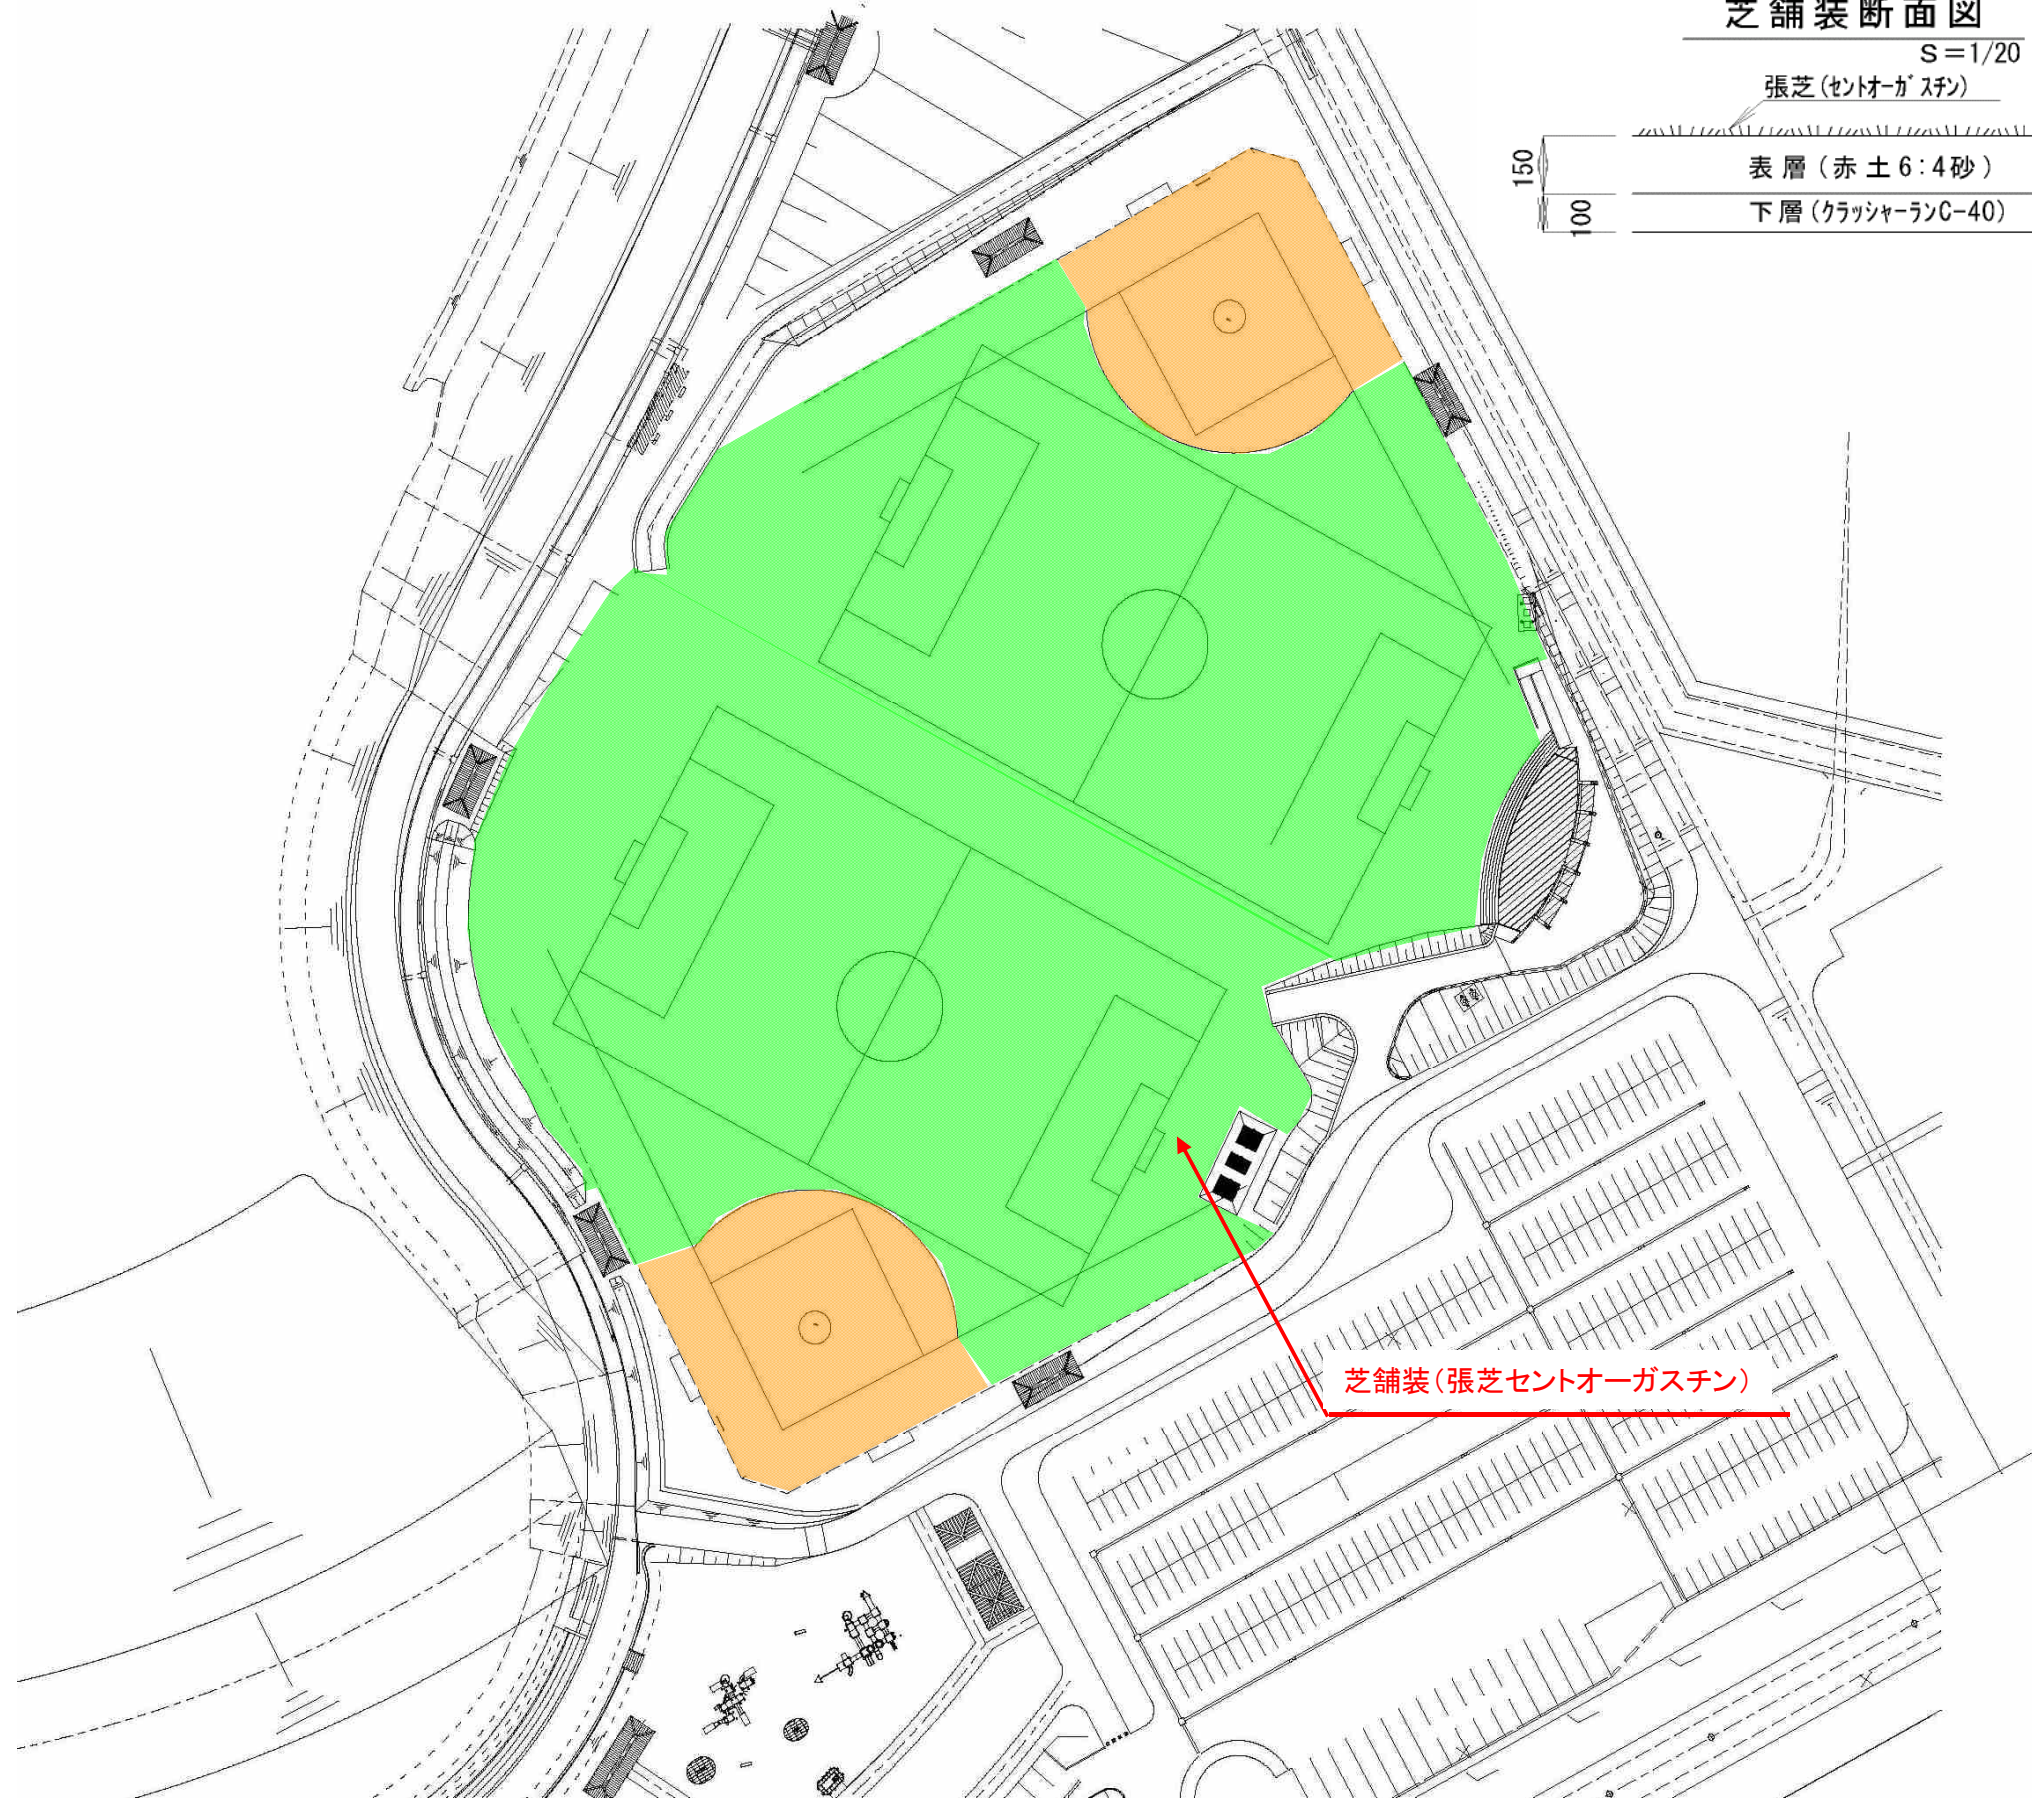 芝舗装断面図
S=1/20
張芝(セントオーガスチン)
150
表層(赤土6:4砂)
100
下層(クラッシャーランC-40)
芝舗装(張芝セントオーガスチン)